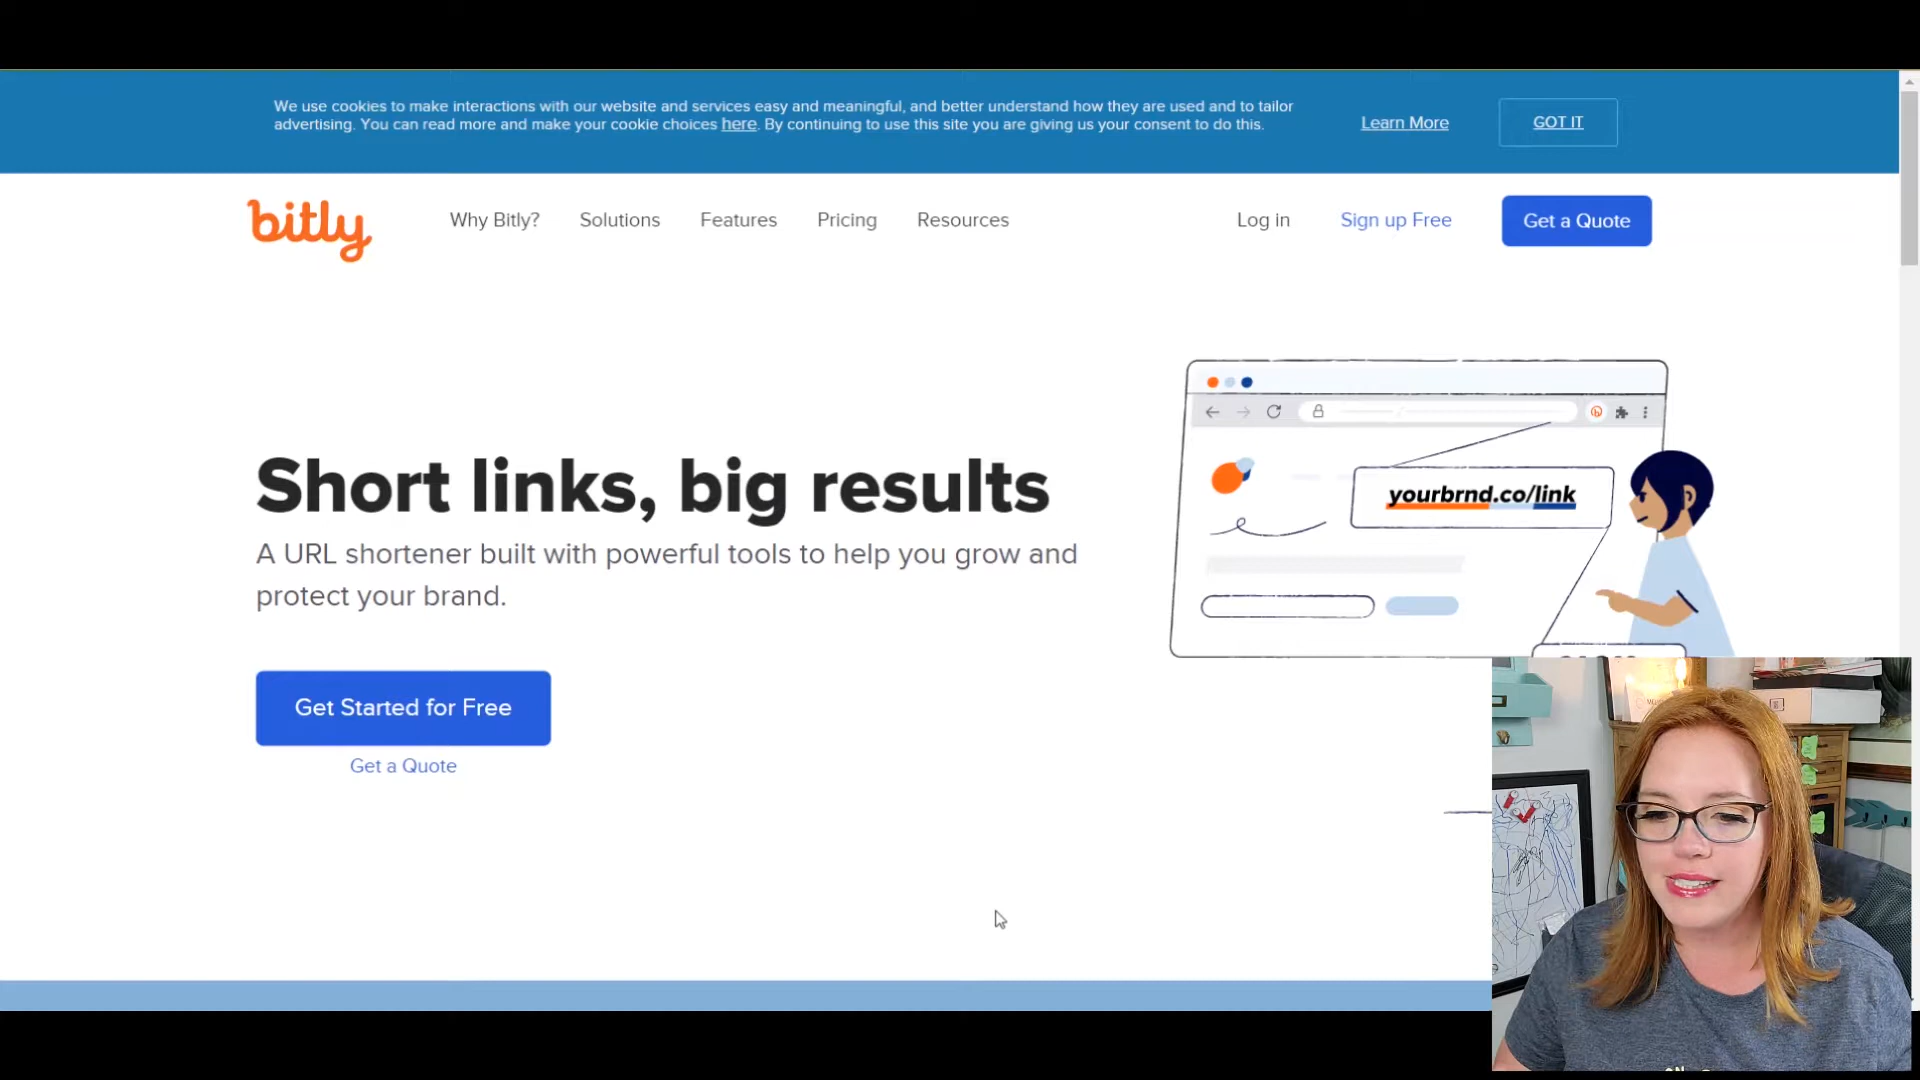 We use cookies to make interactions with our website and services easy and meaningful, and better understand how they are used and to tailor
advertising. You can read more and make your cookie choices here. By continuing to use this site you are giving us your consent to do this.
Learn More
GOT IT
bitly
Why Bitly?
Solutions
Features
Pricing
Resources
Log in
Sign up Free
Get a Quote
Short links, big results
A URL shortener built with powerful tools to help you grow and
protect your brand.
yourbrnd.co/link
Get Started for Free
Get a Quote